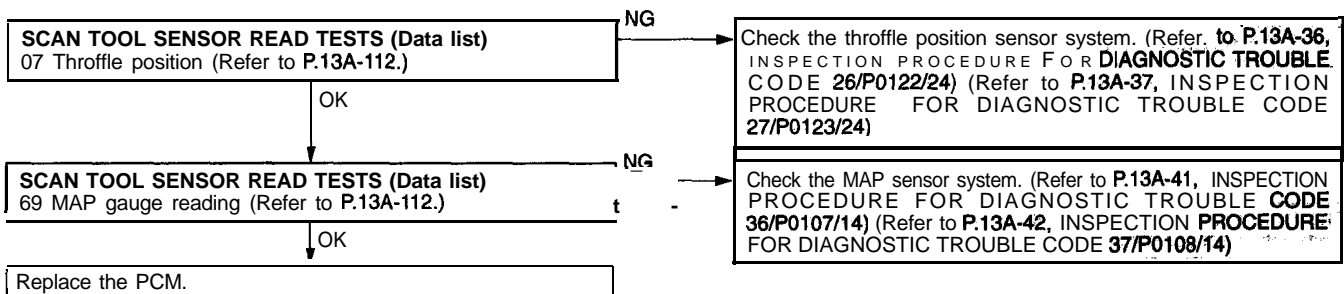 SCAN TOOL SENSOR READ TESTS (Data list)
07 Throffle position (Refer to P.13A-112.)
NG
Check the throffle position sensor system. (Refer. to P.13A-36,
INSPECTION PROCEDURE FOR DIAGNOSTIC TROUBLE
CODE 26/P0122/24) (Refer to P.13A-37, INSPECTION
PROCEDURE FOR DIAGNOSTIC TROUBLE CODE
27/P0123/24)
OK
SCAN TOOL SENSOR READ TESTS (Data list)
69 MAP gauge reading (Refer to P.13A-112.)
NG
t -
Check the MAP sensor system. (Refer to P.13A-41, INSPECTION
PROCEDURE FOR DIAGNOSTIC TROUBLE CODE
36/P0107/14) (Refer to P.13A-42, INSPECTION PROCEDURE
FOR DIAGNOSTIC TROUBLE CODE 37/P0108/14)
OK
Replace the PCM.